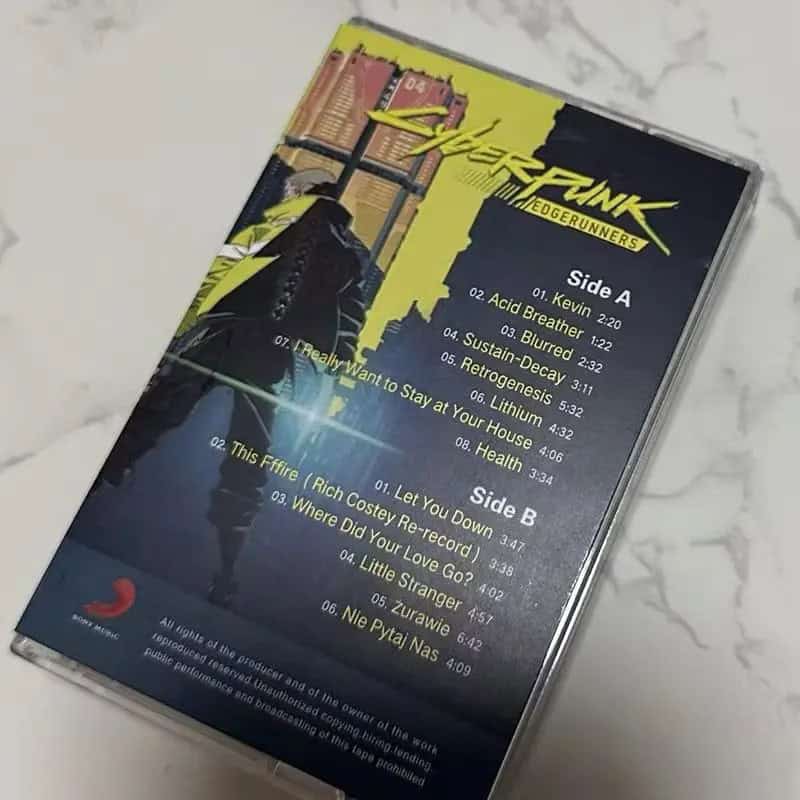 04
CYBERPUNK
EDGERUNNERS
Side A
01. Kevin 2:20
02. Acid Breather 1:22
03. Blurred 2:32
04. Sustain-Decay 3:11
05. Retrogenesis 5:32
06. Lithium 4:32
07. I Really Want to Stay at Your House 4:06
08. Health 3:34
Side B
01. Let You Down 3:47
02. This Fffire ( Rich Costey Re-record ) 3:38
03. Where Did Your Love Go? 4:02
04. Little Stranger 4:57
05. Żurawie 6:42
06. Nie Pytaj Nas 4:09
SONY MUSIC
All rights of the producer and of the owner of the work
reproduced reserved.Unauthorized copying.hiring.lending.
public performance and broadcasting of this tape prohibited